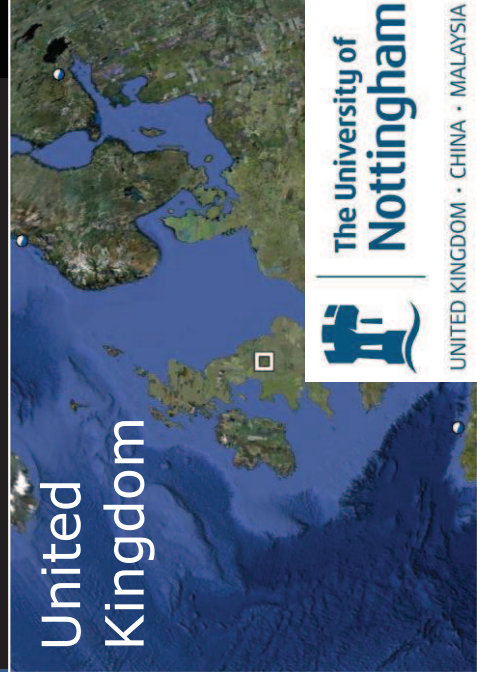 United
Kingdom
The University of
Nottingham
UNITED KINGDOM • CHINA • MALAYSIA